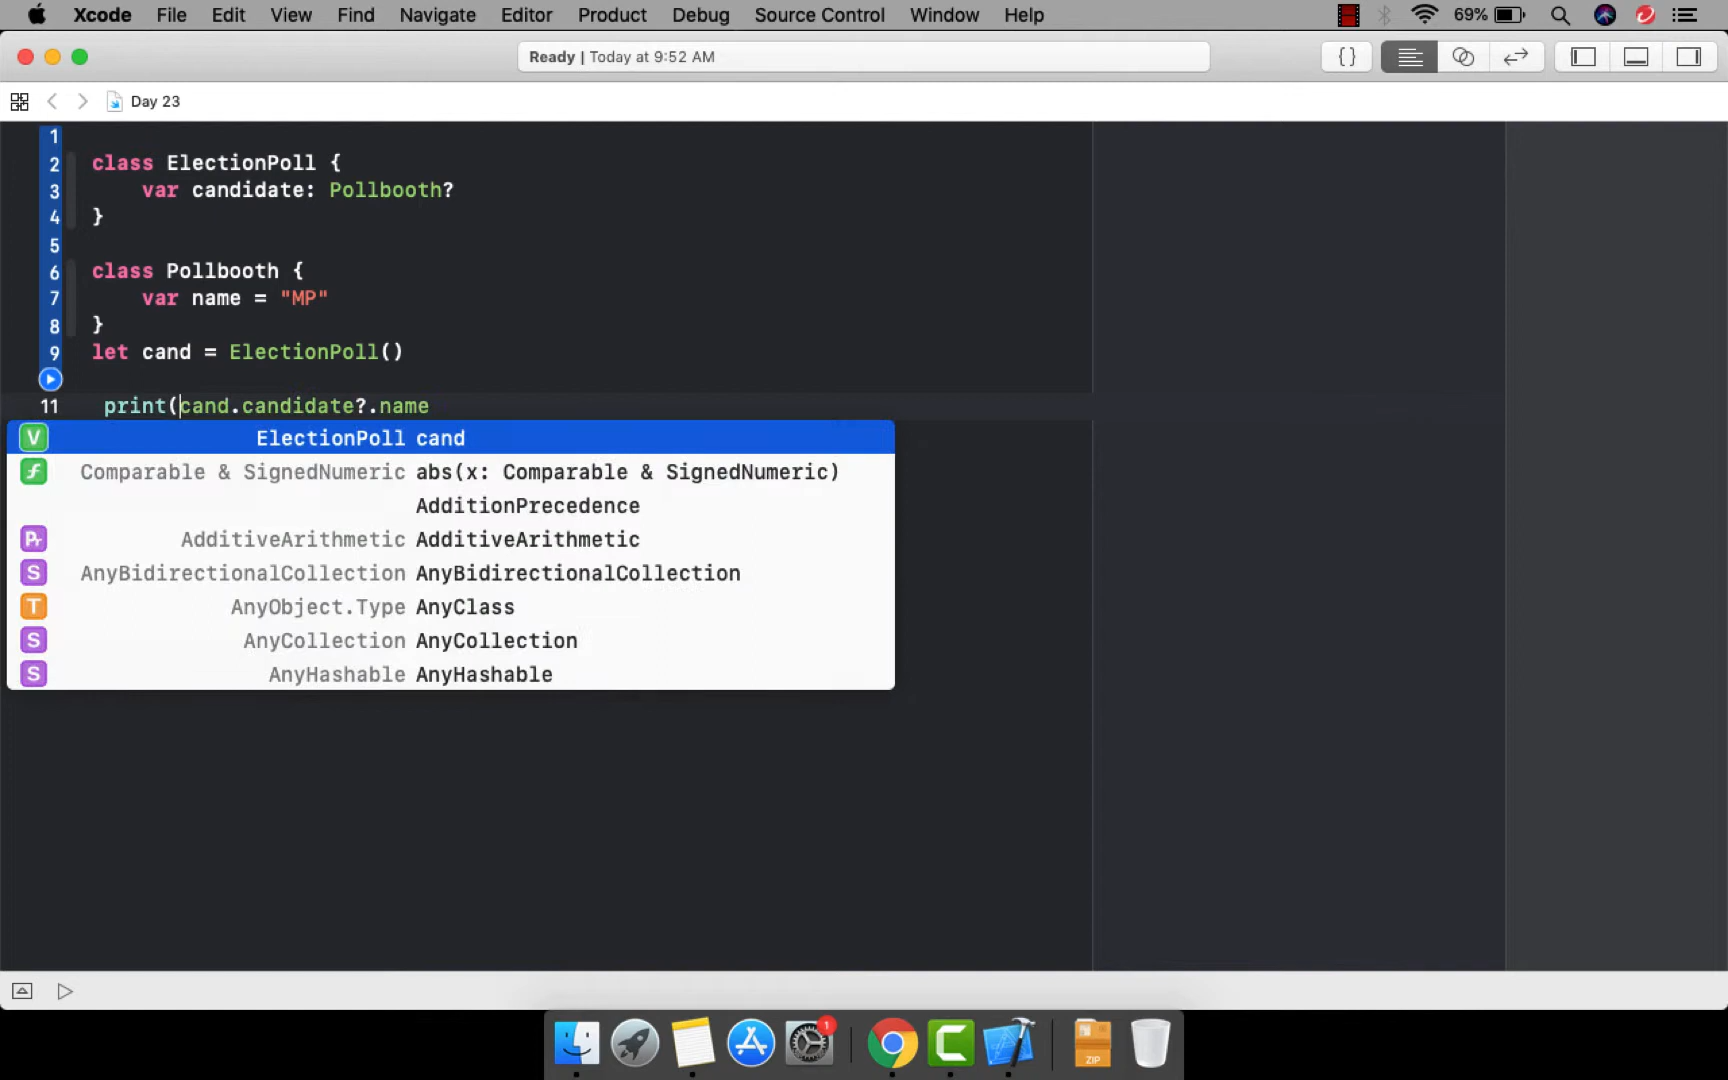 Xcode File Edit View Find Navigate Editor Product Debug Source Control Window Help 69%
Ready | Today at 9:52 AM { }
Day 23
1
2 class ElectionPoll {
3 var candidate: Pollbooth?
4 }
5
6 class Pollbooth {
7 var name = "MP"
8 }
9 let cand = ElectionPoll()
11 print(cand.candidate?.name
V ElectionPoll cand
f Comparable & SignedNumeric abs(x: Comparable & SignedNumeric)
AdditionPrecedence
Pr AdditiveArithmetic AdditiveArithmetic
S AnyBidirectionalCollection AnyBidirectionalCollection
T AnyObject.Type AnyClass
S AnyCollection AnyCollection
S AnyHashable AnyHashable
1
ZIP